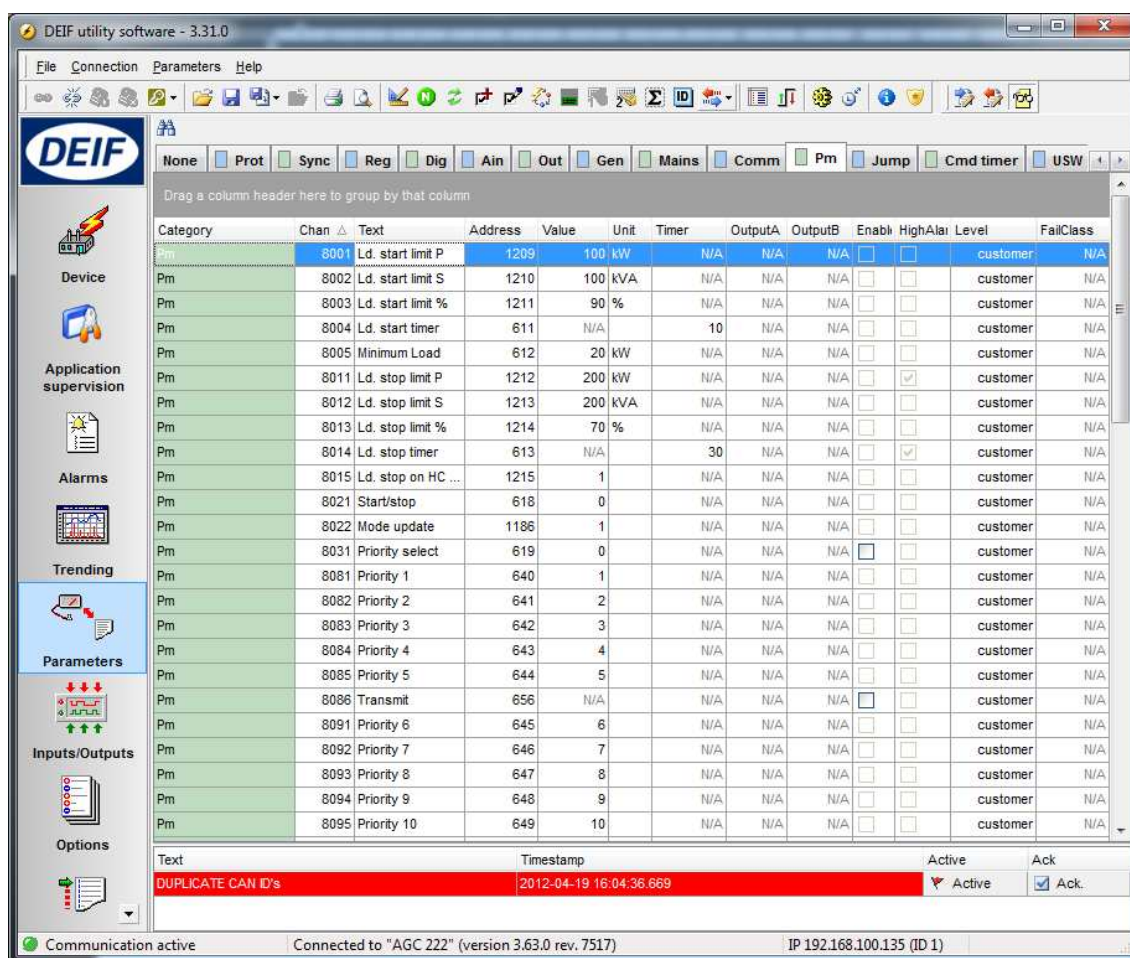 DEIF utility software - 3.31.0
File Connection Parameters Help
DEIF
None Prot Sync Reg Dig Ain Out Gen Mains Comm Pm Jump Cmd timer USW
Drag a column header here to group by that column
Category Chan Text Address Value Unit Timer OutputA OutputB Enabl HighAlar Level FailClass
Pm 8001 Ld. start limit P 1209 100 kW N/A N/A N/A customer N/A
Pm 8002 Ld. start limit S 1210 100 kVA N/A N/A N/A customer N/A
Pm 8003 Ld. start limit % 1211 90 % N/A N/A N/A customer N/A
Pm 8004 Ld. start timer 611 N/A 10 N/A N/A customer N/A
Pm 8005 Minimum Load 612 20 kW N/A N/A N/A customer N/A
Pm 8011 Ld. stop limit P 1212 200 kW N/A N/A N/A customer N/A
Pm 8012 Ld. stop limit S 1213 200 kVA N/A N/A N/A customer N/A
Pm 8013 Ld. stop limit % 1214 70 % N/A N/A N/A customer N/A
Pm 8014 Ld. stop timer 613 N/A 30 N/A N/A customer N/A
Pm 8015 Ld. stop on HC ... 1215 1 N/A N/A N/A customer N/A
Pm 8021 Start/stop 618 0 N/A N/A N/A customer N/A
Pm 8022 Mode update 1186 1 N/A N/A N/A customer N/A
Pm 8031 Priority select 619 0 N/A N/A N/A customer N/A
Pm 8081 Priority 1 640 1 N/A N/A N/A customer N/A
Pm 8082 Priority 2 641 2 N/A N/A N/A customer N/A
Pm 8083 Priority 3 642 3 N/A N/A N/A customer N/A
Pm 8084 Priority 4 643 4 N/A N/A N/A customer N/A
Pm 8085 Priority 5 644 5 N/A N/A N/A customer N/A
Pm 8086 Transmit 656 N/A N/A N/A N/A customer N/A
Pm 8091 Priority 6 645 6 N/A N/A N/A customer N/A
Pm 8092 Priority 7 646 7 N/A N/A N/A customer N/A
Pm 8093 Priority 8 647 8 N/A N/A N/A customer N/A
Pm 8094 Priority 9 648 9 N/A N/A N/A customer N/A
Pm 8095 Priority 10 649 10 N/A N/A N/A customer N/A
Device
Application
supervision
Alarms
Trending
Parameters
Inputs/Outputs
Options
Text Timestamp Active Ack
DUPLICATE CAN ID's 2012-04-19 16:04:36.669 Active Ack.
Communication active Connected to "AGC 222" (version 3.63.0 rev. 7517) IP 192.168.100.135 (ID 1)